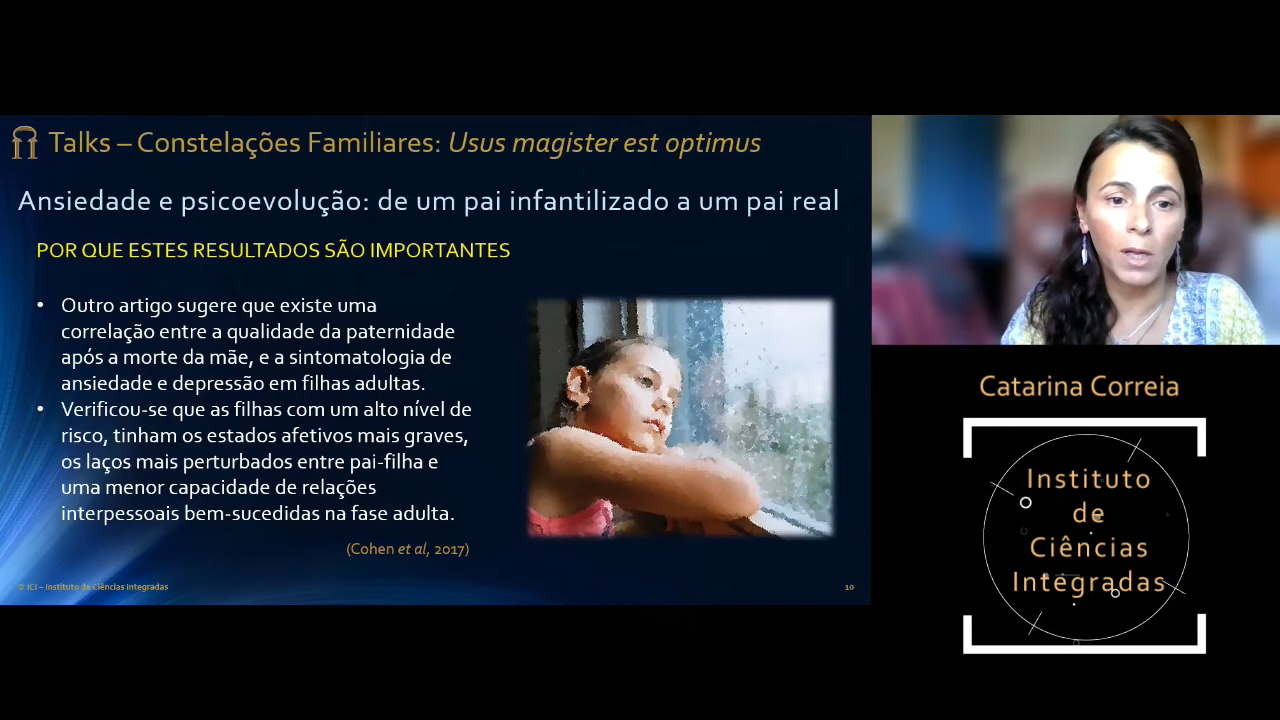 Talks – Constelações Familiares: Usus magister est optimus
Ansiedade e psicoevolução: de um pai infantilizado a um pai real
POR QUE ESTES RESULTADOS SÃO IMPORTANTES
• Outro artigo sugere que existe uma
correlação entre a qualidade da paternidade
após a morte da mãe, e a sintomatologia de
ansiedade e depressão em filhas adultas.
• Verificou-se que as filhas com um alto nível de
risco, tinham os estados afetivos mais graves,
os laços mais perturbados entre pai-filha e
uma menor capacidade de relações
interpessoais bem-sucedidas na fase adulta.
(Cohen et al, 2017)
© ICI – Instituto de Ciências Integradas
10
Catarina Correia
Instituto
de
Ciências
Integradas